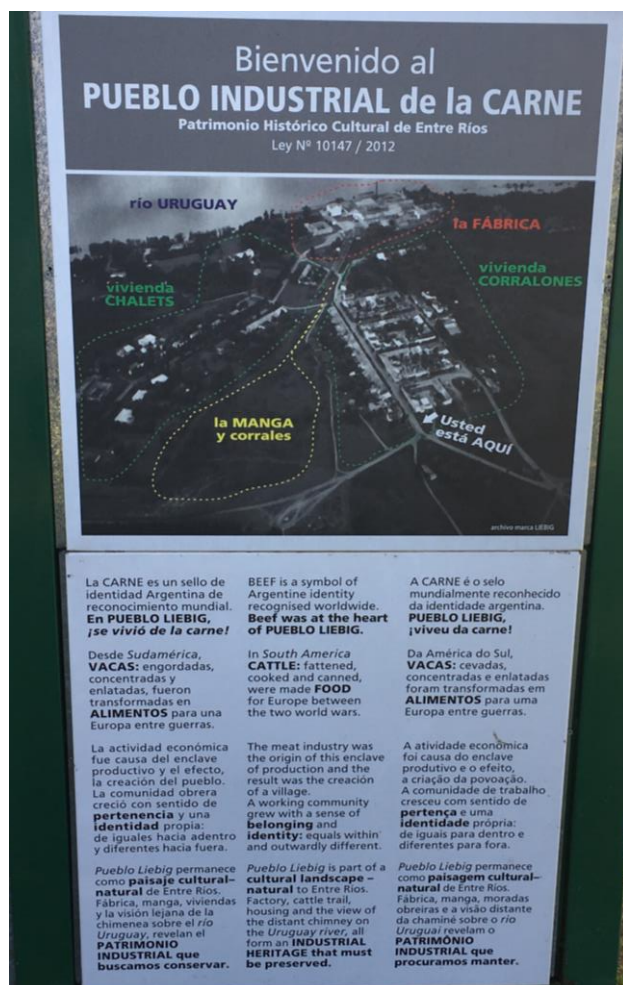 Bienvenido al
PUEBLO INDUSTRIAL de la CARNE
Patrimonio Histórico Cultural de Entre Ríos
Ley Nº 10147 / 2012
río URUGUAY
la FÁBRICA
vivienda
CHALETS
vivienda
CORRALONES
la MANGA
y corrales
Usted
está AQUÍ
archivo marca LIEBIG
La CARNE es un sello de
identidad Argentina de
reconocimiento mundial.
En PUEBLO LIEBIG,
¡se vivió de la carne!
Desde Sudamérica,
VACAS: engordadas,
concentradas y
enlatadas, fueron
transformadas en
ALIMENTOS para una
Europa entre guerras.
La actividad económica
fue causa del enclave
productivo y el efecto,
la creación del pueblo.
La comunidad obrera
creció con sentido de
pertenencia y una
identidad propia:
de iguales hacia adentro
y diferentes hacia fuera.
Pueblo Liebig permanece
como paisaje cultural–
natural de Entre Ríos.
Fábrica, manga, viviendas
y la visión lejana de la
chimenea sobre el río
Uruguay, revelan el
PATRIMONIO
INDUSTRIAL que
buscamos conservar.
BEEF is a symbol of
Argentine identity
recognised worldwide.
Beef was at the heart
of PUEBLO LIEBIG.
In South America
CATTLE: fattened,
cooked and canned,
were made FOOD
for Europe between
the two world wars.
The meat industry was
the origin of this enclave
of production and the
result was the creation
of a village.
A working community
grew with a sense of
belonging and
identity: equals within
and outwardly different.
Pueblo Liebig is part of a
cultural landscape –
natural to Entre Ríos.
Factory, cattle trail,
housing and the view of
the distant chimney on
the Uruguay river, all
form an INDUSTRIAL
HERITAGE that must
be preserved.
A CARNE é o selo
mundialmente reconhecido
da identidade argentina.
PUEBLO LIEBIG,
¡viveu da carne!
Da América do Sul,
VACAS: cevadas,
concentradas e enlatadas
foram transformadas em
ALIMENTOS para uma
Europa entre guerras.
A atividade económica
foi causa do enclave
produtivo e o efeito,
a criação da povoação.
A comunidade de trabalho
cresceu com sentido de
pertença e uma
identidade própria:
de iguais para dentro e
diferentes para fora.
Pueblo Liebig permanece
como paisagem cultural–
natural de Entre Ríos.
Fábrica, manga, moradas
obreiras e a visão distante
da chaminé sobre o río
Uruguai revelam o
PATRIMÔNIO
INDUSTRIAL que
procuramos manter.